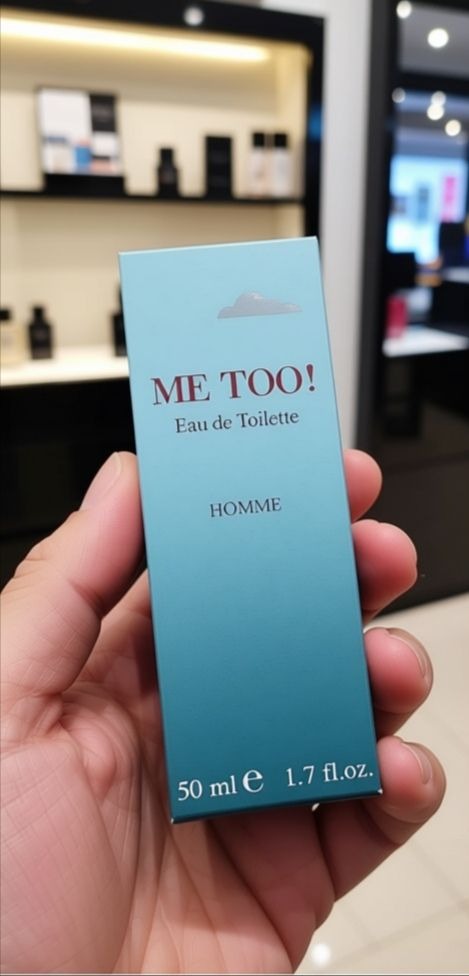 ME TOO!
Eau de Toilette
HOMME
50 ml e 1.7 fl.oz.